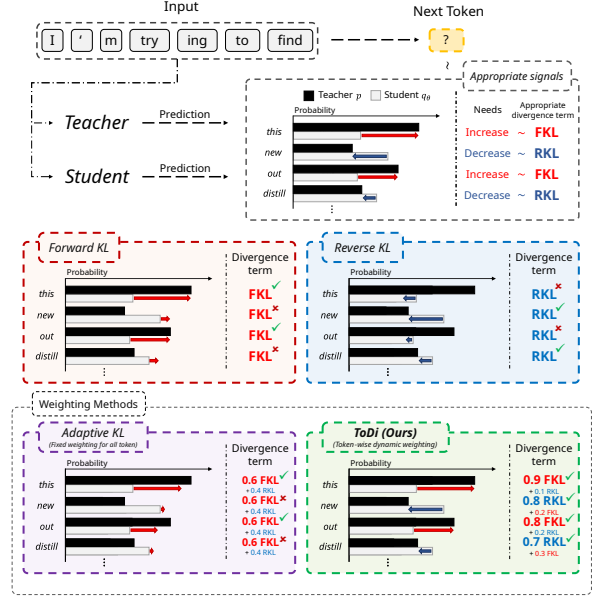 Input
Next Token
I ‘ m try ing to find
?
~
Appropriate signals
Teacher p Student qθ
Probability
Needs Appropriate divergence term
this
Increase ~ FKL
new
Decrease ~ RKL
out
Increase ~ FKL
distill
Decrease ~ RKL
⋮
Teacher Prediction
Student Prediction
Forward KL
Probability
Divergence term
this FKL ✓
new FKL ✘
out FKL ✓
distill FKL ✘
⋮
Reverse KL
Probability
Divergence term
this RKL ✘
new RKL ✓
out RKL ✘
distill RKL ✓
⋮
Weighting Methods
Adaptive KL
(Fixed weighting for all token)
Probability
Divergence term
this 0.6 FKL ✓
+ 0.4 RKL
new 0.6 FKL ✘
+ 0.4 RKL
out 0.6 FKL ✓
+ 0.4 RKL
distill 0.6 FKL ✘
+ 0.4 RKL
⋮
ToDi (Ours)
(Token-wise dynamic weighting)
Probability
Divergence term
this 0.9 FKL ✓
+ 0.1 RKL
new 0.8 RKL ✓
+ 0.2 FKL
out 0.8 FKL ✓
+ 0.2 RKL
distill 0.7 RKL ✓
+ 0.3 FKL
⋮